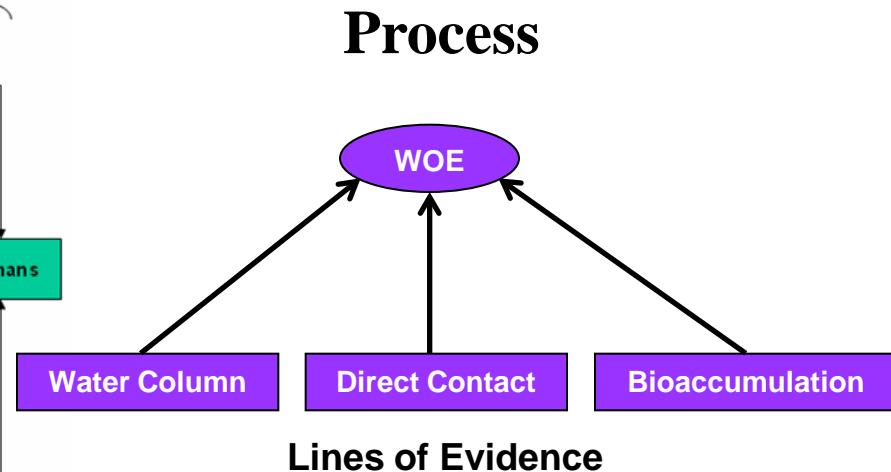 Process
WOE
Water Column
Direct Contact
Bioaccumulation
Lines of Evidence